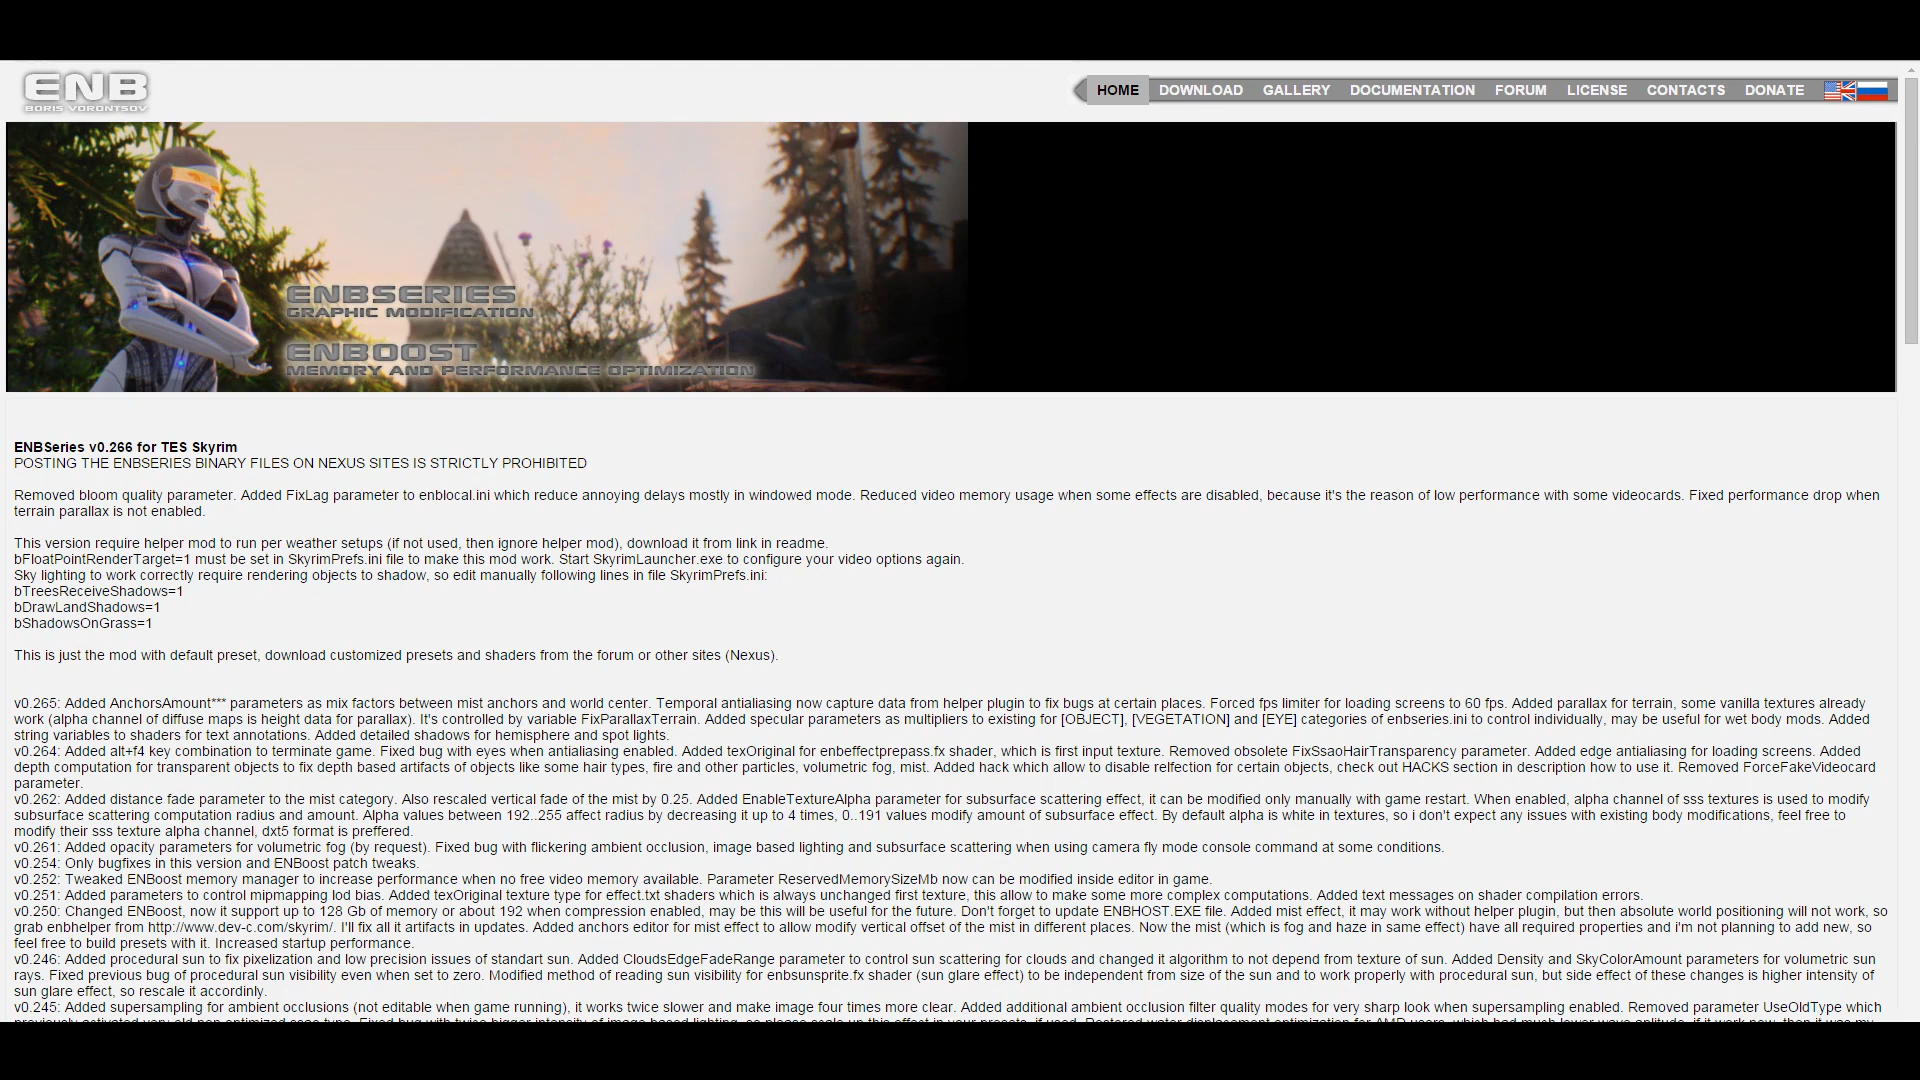 ENB
BORIS VORONTSOV
HOME DOWNLOAD GALLERY DOCUMENTATION FORUM LICENSE CONTACTS DONATE
ENBSERIES
GRAPHIC MODIFICATION
ENBOOST
MEMORY AND PERFORMANCE OPTIMIZATION
ENBSeries v0.266 for TES Skyrim
POSTING THE ENBSERIES BINARY FILES ON NEXUS SITES IS STRICTLY PROHIBITED
Removed bloom quality parameter. Added FixLag parameter to enblocal.ini which reduce annoying delays mostly in windowed mode. Reduced video memory usage when some effects are disabled, because it's the reason of low performance with some videocards. Fixed performance drop when
terrain parallax is not enabled.
This version require helper mod to run per weather setups (if not used, then ignore helper mod), download it from link in readme.
bFloatPointRenderTarget=1 must be set in SkyrimPrefs.ini file to make this mod work. Start SkyrimLauncher.exe to configure your video options again.
Sky lighting to work correctly require rendering objects to shadow, so edit manually following lines in file SkyrimPrefs.ini:
bTreesReceiveShadows=1
bDrawLandShadows=1
bShadowsOnGrass=1
This is just the mod with default preset, download customized presets and shaders from the forum or other sites (Nexus).
v0.265: Added AnchorsAmount*** parameters as mix factors between mist anchors and world center. Temporal antialiasing now capture data from helper plugin to fix bugs at certain places. Forced fps limiter for loading screens to 60 fps. Added parallax for terrain, some vanilla textures already
work (alpha channel of diffuse maps is height data for parallax). It's controlled by variable FixParallaxTerrain. Added specular parameters as multipliers to existing for [OBJECT], [VEGETATION] and [EYE] categories of enbseries.ini to control individually, may be useful for wet body mods. Added
string variables to shaders for text annotations. Added detailed shadows for hemisphere and spot lights.
v0.264: Added alt+f4 key combination to terminate game. Fixed bug with eyes when antialiasing enabled. Added texOriginal for enbeffectprepass.fx shader, which is first input texture. Removed obsolete FixSsaoHairTransparency parameter. Added edge antialiasing for loading screens. Added
depth computation for transparent objects to fix depth based artifacts of objects like some hair types, fire and other particles, volumetric fog, mist. Added hack which allow to disable relfection for certain objects, check out HACKS section in description how to use it. Removed ForceFakeVideocard
parameter.
v0.262: Added distance fade parameter to the mist category. Also rescaled vertical fade of the mist by 0.25. Added EnableTextureAlpha parameter for subsurface scattering effect, it can be modified only manually with game restart. When enabled, alpha channel of sss textures is used to modify
subsurface scattering computation radius and amount. Alpha values between 192..255 affect radius by decreasing it up to 4 times, 0..191 values modify amount of subsurface effect. By default alpha is white in textures, so i don't expect any issues with existing body modifications, feel free to
modify their sss texture alpha channel, dxt5 format is preffered.
v0.261: Added opacity parameters for volumetric fog (by request). Fixed bug with flickering ambient occlusion, image based lighting and subsurface scattering when using camera fly mode console command at some conditions.
v0.254: Only bugfixes in this version and ENBoost patch tweaks.
v0.252: Tweaked ENBoost memory manager to increase performance when no free video memory available. Parameter ReservedMemorySizeMb now can be modified inside editor in game.
v0.251: Added parameters to control mipmapping lod bias. Added texOriginal texture type for effect.txt shaders which is always unchanged first texture, this allow to make some more complex computations. Added text messages on shader compilation errors.
v0.250: Changed ENBoost, now it support up to 128 Gb of memory or about 192 when compression enabled, may be this will be useful for the future. Don't forget to update ENBHOST.EXE file. Added mist effect, it may work without helper plugin, but then absolute world positioning will not work, so
grab enbhelper from http://www.dev-c.com/skyrim/. I'll fix all it artifacts in updates. Added anchors editor for mist effect to allow modify vertical offset of the mist in different places. Now the mist (which is fog and haze in same effect) have all required properties and i'm not planning to add new, so
feel free to build presets with it. Increased startup performance.
v0.246: Added procedural sun to fix pixelization and low precision issues of standart sun. Added CloudsEdgeFadeRange parameter to control sun scattering for clouds and changed it algorithm to not depend from texture of sun. Added Density and SkyColorAmount parameters for volumetric sun
rays. Fixed previous bug of procedural sun visibility even when set to zero. Modified method of reading sun visibility for enbsunsprite.fx shader (sun glare effect) to be independent from size of the sun and to work properly with procedural sun, but side effect of these changes is higher intensity of
sun glare effect, so rescale it accordinly.
v0.245: Added supersampling for ambient occlusions (not editable when game running), it works twice slower and make image four times more clear. Added additional ambient occlusion filter quality modes for very sharp look when supersampling enabled. Removed parameter UseOldType which